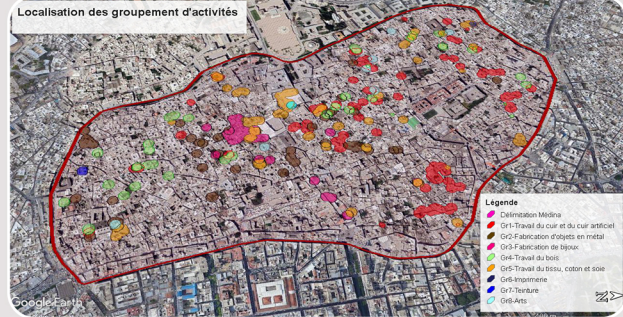 Localisation des groupement d'activités
Légende
Délimitation Médina
Gr1-Travail du cuir et du cuir artificiel
Gr2-Fabrication d'objets en métal
Gr3-Fabrication de bijoux
Gr4-Travail du bois
Gr5-Travail du tissu, coton et soie
Gr6-Imprimerie
Gr7-Teinture
Gr8-Arts
Google Earth
N